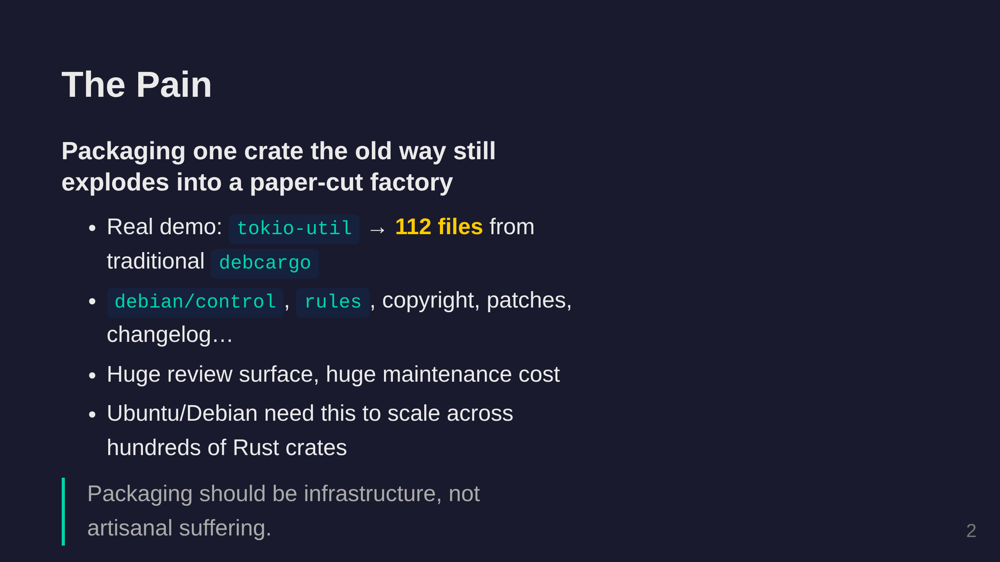 The Pain
Packaging one crate the old way still
explodes into a paper-cut factory
• Real demo: tokio-util → 112 files from
traditional debcargo
• debian/control, rules, copyright, patches,
changelog…
• Huge review surface, huge maintenance cost
• Ubuntu/Debian need this to scale across
hundreds of Rust crates
Packaging should be infrastructure, not
artisanal suffering.
2